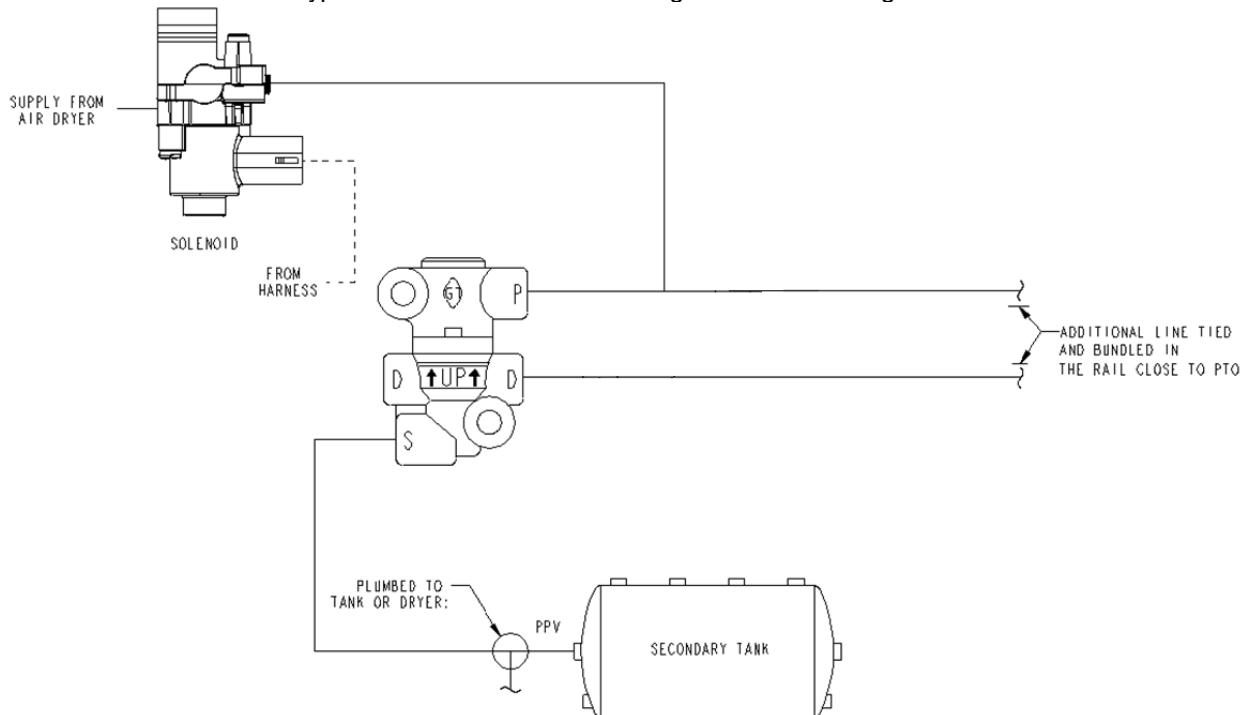 SUPPLY FROM
AIR DRYER
SOLENOID
FROM
HARNESS
P
D ↑UP↑ D
S
ADDITIONAL LINE TIED
AND BUNDLED IN
THE RAIL CLOSE TO PTO
PLUMBED TO
TANK OR DRYER:
PPV
SECONDARY TANK